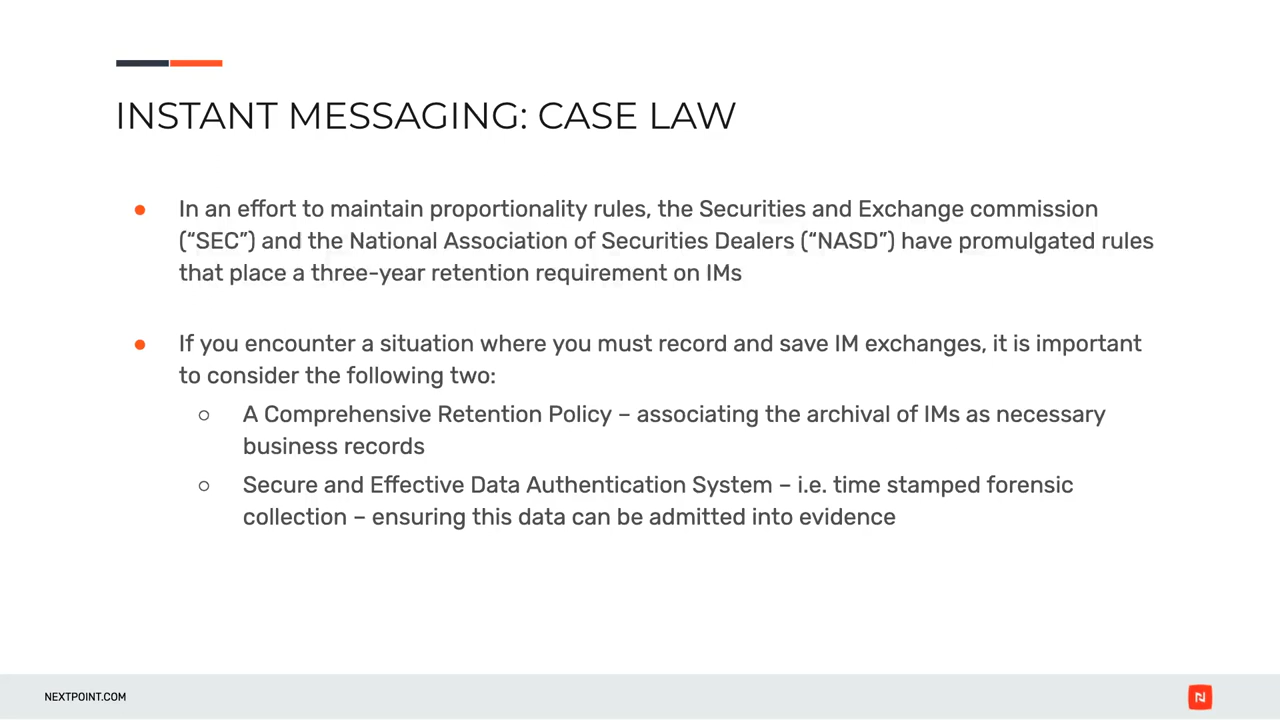 INSTANT MESSAGING: CASE LAW
● In an effort to maintain proportionality rules, the Securities and Exchange commission
(“SEC”) and the National Association of Securities Dealers (“NASD”) have promulgated rules
that place a three-year retention requirement on IMs
● If you encounter a situation where you must record and save IM exchanges, it is important
to consider the following two:
○ A Comprehensive Retention Policy – associating the archival of IMs as necessary
business records
○ Secure and Effective Data Authentication System – i.e. time stamped forensic
collection – ensuring this data can be admitted into evidence
NEXTPOINT.COM